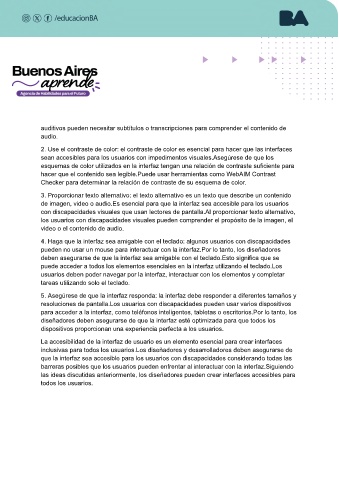 /educacionBA
BA
Buenos Aires
aprende
Agencia de Habilidades para el Futuro
auditivos pueden necesitar subtítulos o transcripciones para comprender el contenido de
audio.
2. Use el contraste de color: el contraste de color es esencial para hacer que las interfaces
sean accesibles para los usuarios con impedimentos visuales.Asegúrese de que los
esquemas de color utilizados en la interfaz tengan una relación de contraste suficiente para
hacer que el contenido sea legible.Puede usar herramientas como WebAIM Contrast
Checker para determinar la relación de contraste de su esquema de color.
3. Proporcionar texto alternativo: el texto alternativo es un texto que describe un contenido
de imagen, video o audio.Es esencial para que la interfaz sea accesible para los usuarios
con discapacidades visuales que usan lectores de pantalla.Al proporcionar texto alternativo,
los usuarios con discapacidades visuales pueden comprender el propósito de la imagen, el
video o el contenido de audio.
4. Haga que la interfaz sea amigable con el teclado: algunos usuarios con discapacidades
pueden no usar un mouse para interactuar con la interfaz.Por lo tanto, los diseñadores
deben asegurarse de que la interfaz sea amigable con el teclado.Esto significa que se
puede acceder a todos los elementos esenciales en la interfaz utilizando el teclado.Los
usuarios deben poder navegar por la interfaz, interactuar con los elementos y completar
tareas utilizando solo el teclado.
5. Asegúrese de que la interfaz responda: la interfaz debe responder a diferentes tamaños y
resoluciones de pantalla.Los usuarios con discapacidades pueden usar varios dispositivos
para acceder a la interfaz, como teléfonos inteligentes, tabletas o escritorios.Por lo tanto, los
diseñadores deben asegurarse de que la interfaz esté optimizada para que todos los
dispositivos proporcionan una experiencia perfecta a los usuarios.
La accesibilidad de la interfaz de usuario es un elemento esencial para crear interfaces
inclusivas para todos los usuarios.Los diseñadores y desarrolladores deben asegurarse de
que la interfaz sea accesible para los usuarios con discapacidades considerando todas las
barreras posibles que los usuarios pueden enfrentar al interactuar con la interfaz.Siguiendo
las ideas discutidas anteriormente, los diseñadores pueden crear interfaces accesibles para
todos los usuarios.